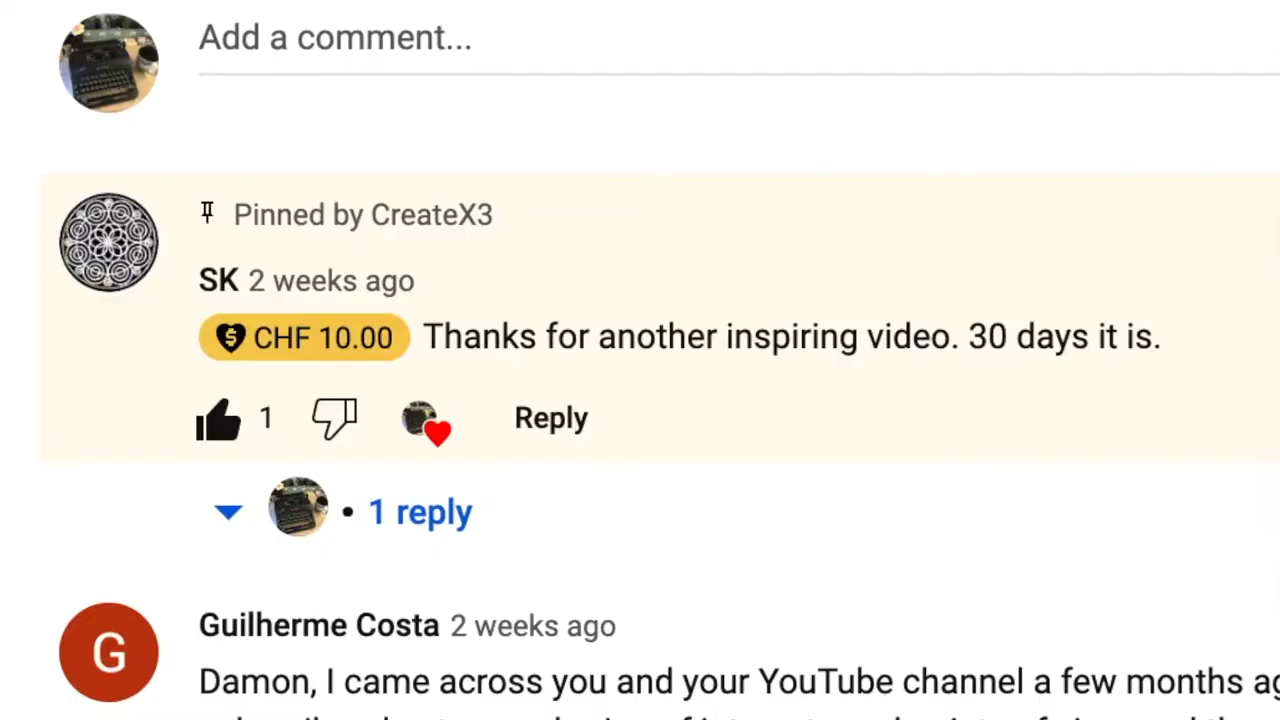 Add a comment...
Pinned by CreateX3
SK 2 weeks ago
CHF 10.00 Thanks for another inspiring video. 30 days it is.
1 Reply
• 1 reply
G
Guilherme Costa 2 weeks ago
Damon, I came across you and your YouTube channel a few months